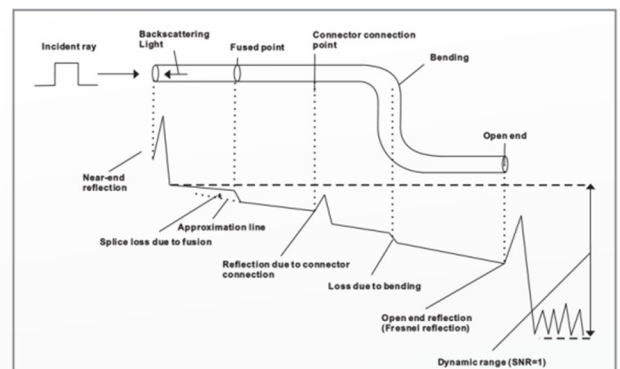 Incident ray
Backscattering
Light
Fused point
Connector connection
point
Bending
Open end
Near-end
reflection
Approximation line
Splice loss due to fusion
Reflection due to connector
connection
Loss due to bending
Open end reflection
(Fresnel reflection)
Dynamic range (SNR=1)